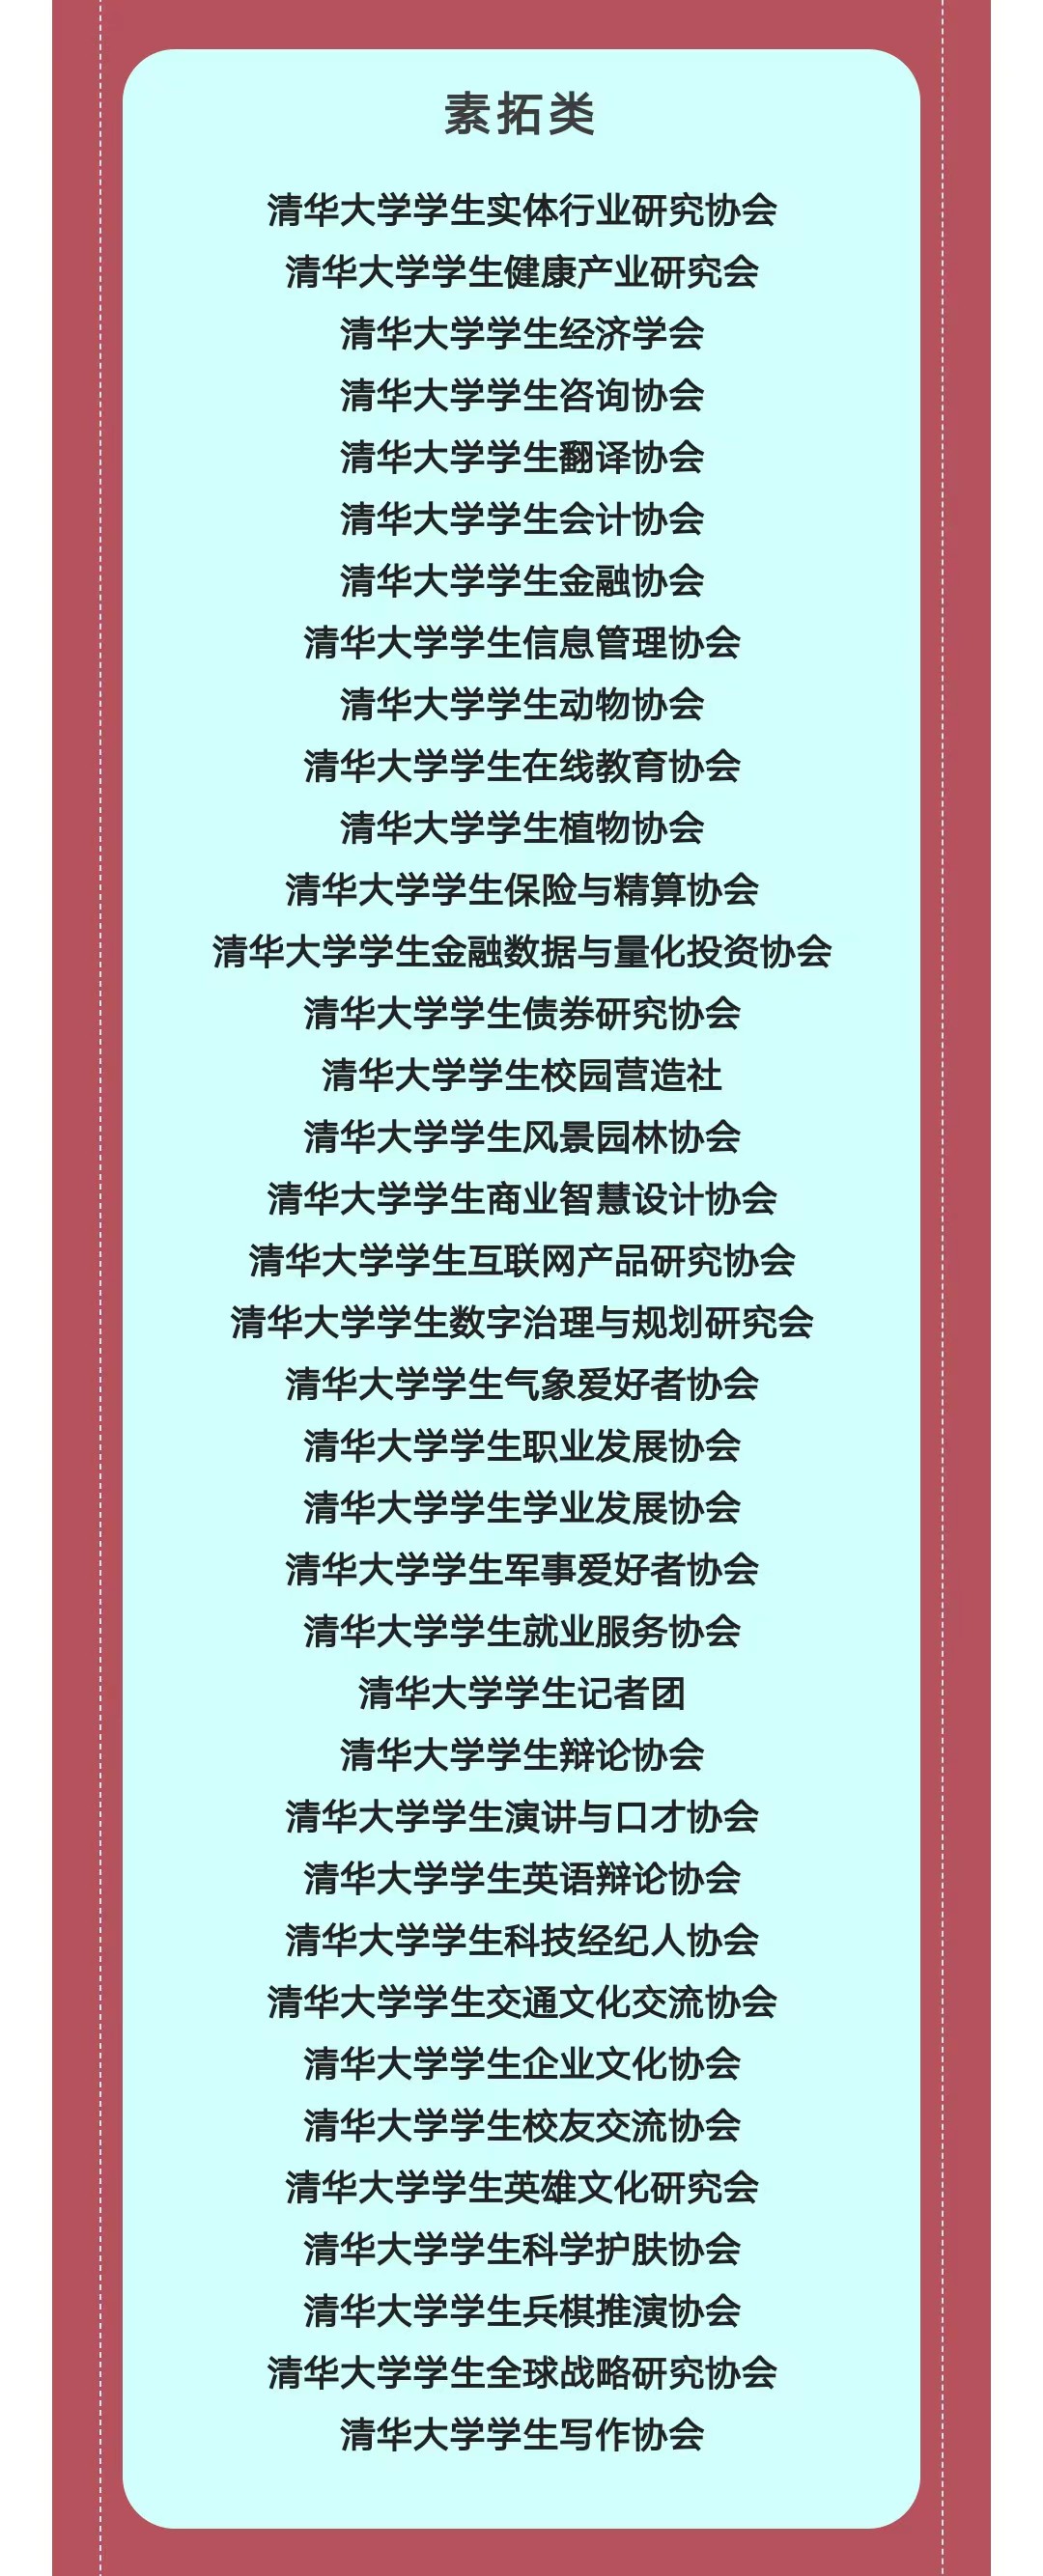 素拓类
清华大学学生实体行业研究协会
清华大学学生健康产业研究会
清华大学学生经济学会
清华大学学生咨询协会
清华大学学生翻译协会
清华大学学生会计协会
清华大学学生金融协会
清华大学学生信息管理协会
清华大学学生动物协会
清华大学学生在线教育协会
清华大学学生植物协会
清华大学学生保险与精算协会
清华大学学生金融数据与量化投资协会
清华大学学生债券研究协会
清华大学学生校园营造社
清华大学学生风景园林协会
清华大学学生商业智慧设计协会
清华大学学生互联网产品研究协会
清华大学学生数字治理与规划研究会
清华大学学生气象爱好者协会
清华大学学生职业发展协会
清华大学学生学业发展协会
清华大学学生军事爱好者协会
清华大学学生就业服务协会
清华大学学生记者团
清华大学学生辩论协会
清华大学学生演讲与口才协会
清华大学学生英语辩论协会
清华大学学生科技经纪人协会
清华大学学生交通文化交流协会
清华大学学生企业文化协会
清华大学学生校友交流协会
清华大学学生英雄文化研究会
清华大学学生科学护肤协会
清华大学学生兵棋推演协会
清华大学学生全球战略研究协会
清华大学学生写作协会